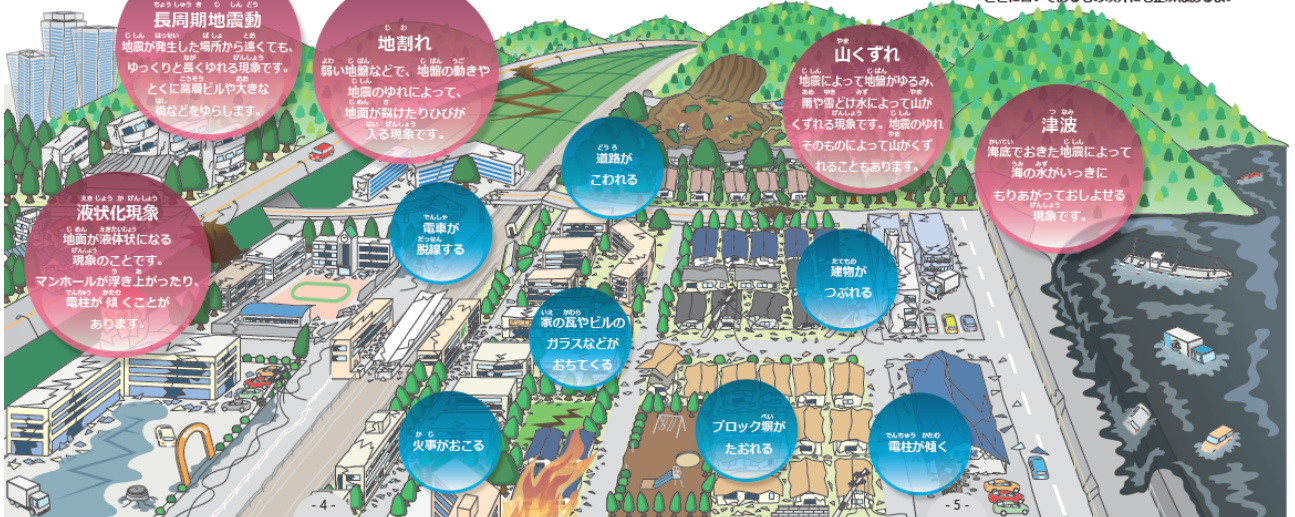 長周期地震動
地震が発生した場所から遠くても、
ゆっくりと長くゆれる現象です。
とくに高層ビルや大きな
橋などをゆらします。
地割れ
弱い地盤などで、地盤の動きや
地震のゆれによって、
地面が裂けたりひびが
入る現象です。
山くずれ
地震によって地盤がゆるみ、
雨や雪どけ水によって山が
くずれる現象です。地震のゆれ
そのものによって山がくず
れることもあります。
津波
海底でおきた地震によって
海の水がいっきに
もりあがっておしよせる
現象です。
液状化現象
地面が液体状になる
現象のことです。
マンホールが浮き上がったり、
電柱が傾くことが
あります。
道路が
こわれる
電車が
脱線する
建物が
つぶれる
家の瓦やビルの
ガラスなどが
おちてくる
火事がおこる
ブロック塀が
たおれる
電柱が傾く
- 4 -
- 5 -